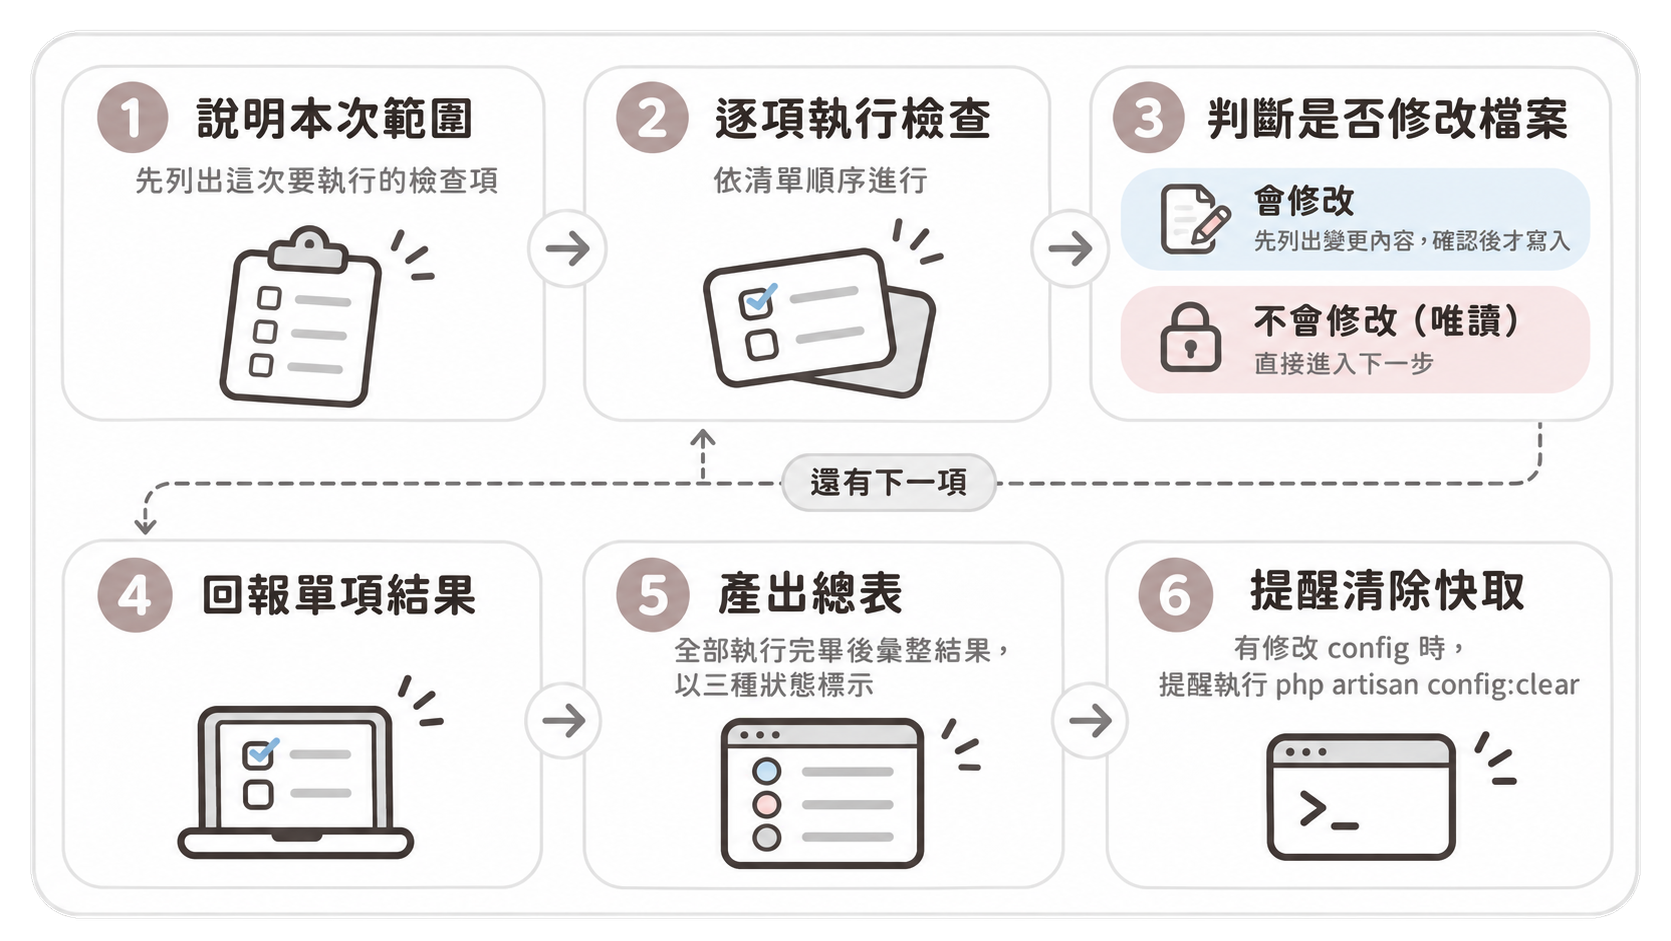 1 說明本次範圍
先列出這次要執行的檢查項
2 逐項執行檢查
依清單順序進行
3 判斷是否修改檔案
會修改
先列出變更內容，確認後才寫入
不會修改（唯讀）
直接進入下一步
還有下一項
4 回報單項結果
5 產出總表
全部執行完畢後彙整結果，
以三種狀態標示
6 提醒清除快取
有修改 config 時，
提醒執行 php artisan config:clear
>_